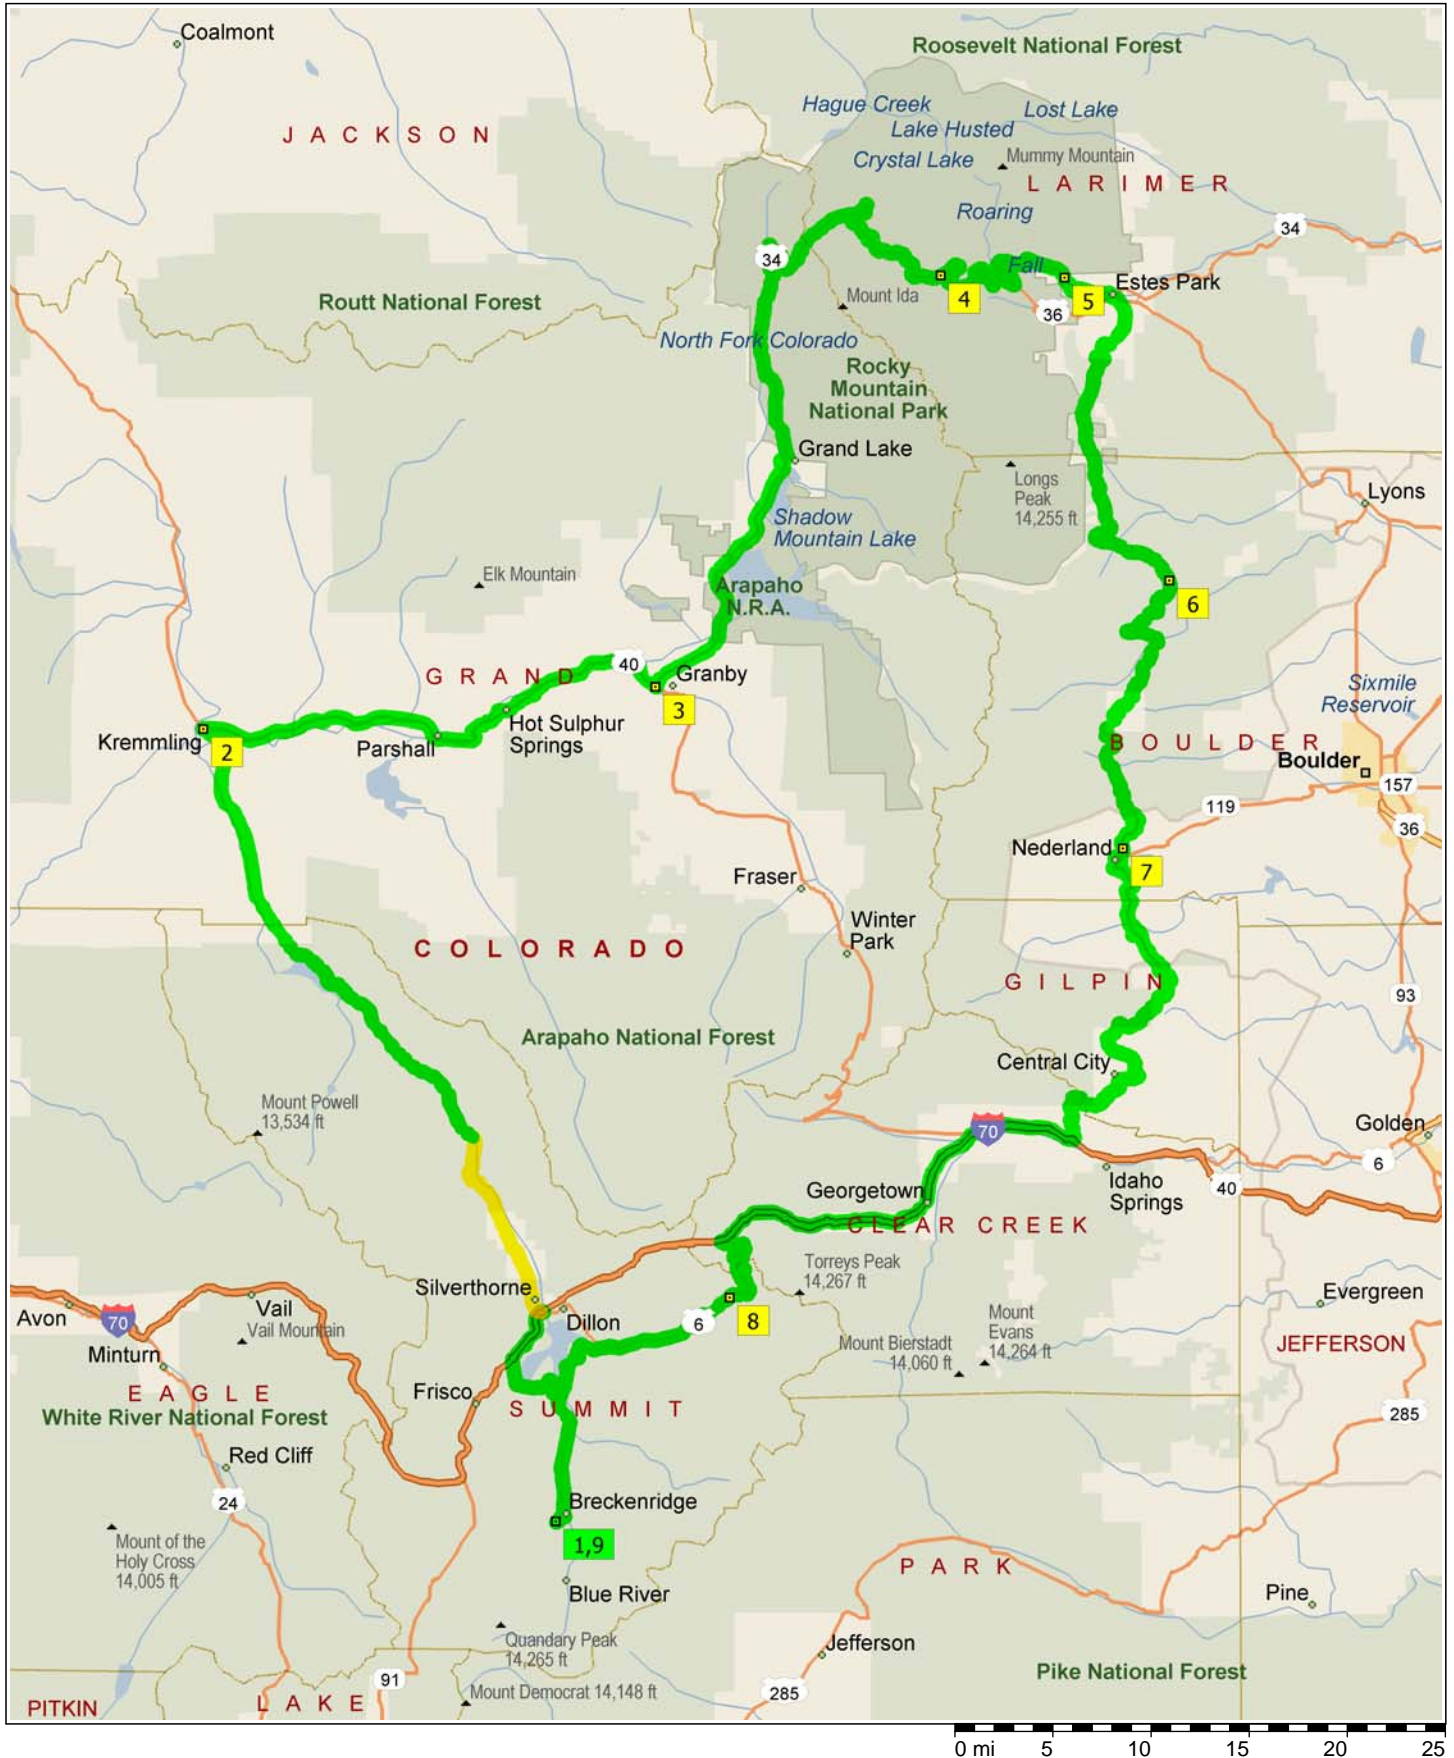 Coalmont
Roosevelt National Forest
Hague Creek
Lost Lake
JACKSON
Lake Husted
Crystal Lake
Mummy Mountain
LARIMER
Roaring
34
34
Fall
Estes Park
Routt National Forest
Mount Ida
4
5
36
North Fork Colorado
Rocky
Mountain
National Park
Grand Lake
Longs
Peak
14,255 ft
Lyons
Shadow
Mountain Lake
Elk Mountain
Arapaho
N.R.A.
6
GRAND
40
Granby
3
Sixmile
Reservoir
Hot Sulphur
Springs
Kremmling
2
Parshall
BOULDER
Boulder
157
119
36
Nederland
7
Fraser
Winter
Park
COLORADO
GILPIN
93
Arapaho National Forest
Central City
Mount Powell
13,534 ft
70
Golden
6
Idaho
Springs
40
Georgetown
CLEAR CREEK
Torreys Peak
14,267 ft
Silverthorne
Avon
70
Vail
Vail Mountain
Dillon
6
8
Evergreen
Mount
Evans
14,264 ft
Mount Bierstadt
14,060 ft
JEFFERSON
Minturn
EAGLE
Frisco
SUMMIT
White River National Forest
285
Red Cliff
24
Breckenridge
1,9
Mount of the
Holy Cross
14,005 ft
PARK
Blue River
Pine
Quandary Peak
14,265 ft
Jefferson
Pike National Forest
91
Mount Democrat 14,148 ft
285
PITKIN
LAKE
0 mi 5 10 15 20 25